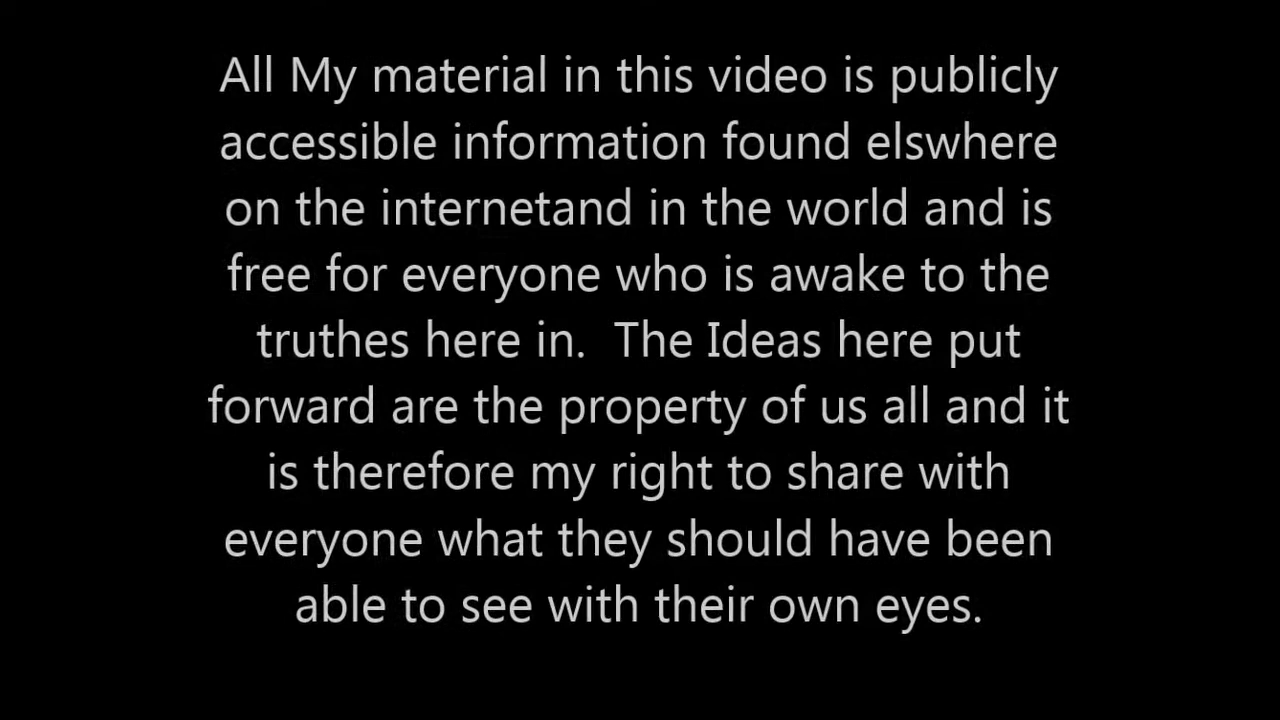 All My material in this video is publicly
accessible information found elswhere
on the internetand in the world and is
free for everyone who is awake to the
truthes here in.  The Ideas here put
forward are the property of us all and it
is therefore my right to share with
everyone what they should have been
able to see with their own eyes.